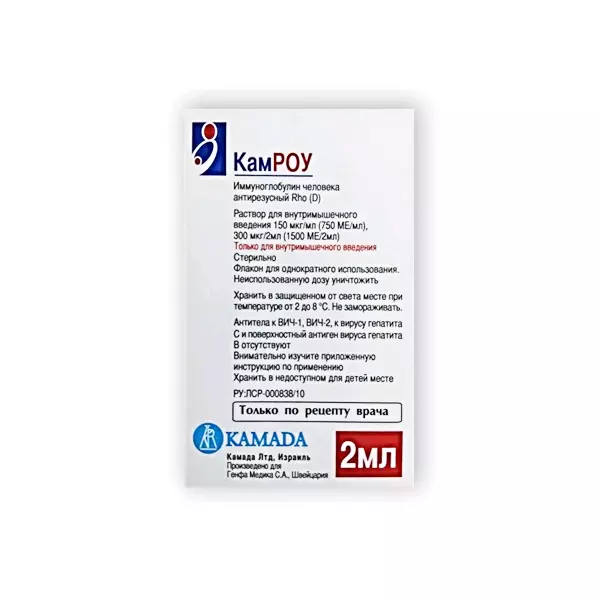 КамРОУ
Иммуноглобулин человека
антирезусный Rho (D)
Раствор для внутримышечного
введения 150 мкг/мл (750 МЕ/мл),
300 мкг/2мл (1500 МЕ/2мл)
Только для внутримышечного введения
Стерильно
Флакон для однократного использования.
Неиспользованную дозу уничтожить
Хранить в защищенном от света месте при
температуре от 2 до 8 °С. Не замораживать.
Антитела к ВИЧ-1, ВИЧ-2, к вирусу гепатита
С и поверхностный антиген вируса гепатита
В отсутствуют
Внимательно изучите приложенную
инструкцию по применению
Хранить в недоступном для детей месте
РУ:ЛСР-000838/10
Только по рецепту врача
KAMADA
Камада Лтд, Израиль
Произведено для
Генфа Медика С.А., Швейцария
2мл